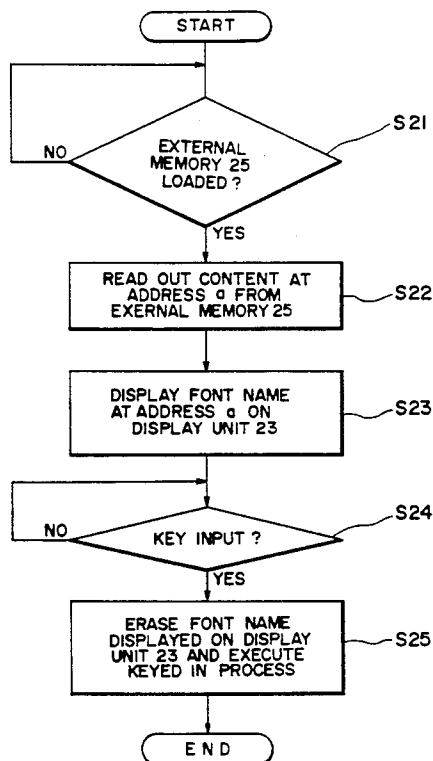 START
S21
NO
EXTERNAL
MEMORY 25
LOADED ?
YES
READ OUT CONTENT AT
ADDRESS a FROM
EXERNAL MEMORY 25
S22
DISPLAY FONT NAME
AT ADDRESS a ON
DISPLAY UNIT 23
S23
S24
NO
KEY INPUT ?
YES
ERASE FONT NAME
DISPLAYED ON DISPLAY
UNIT 23 AND EXECUTE
KEYED IN PROCESS
S25
END